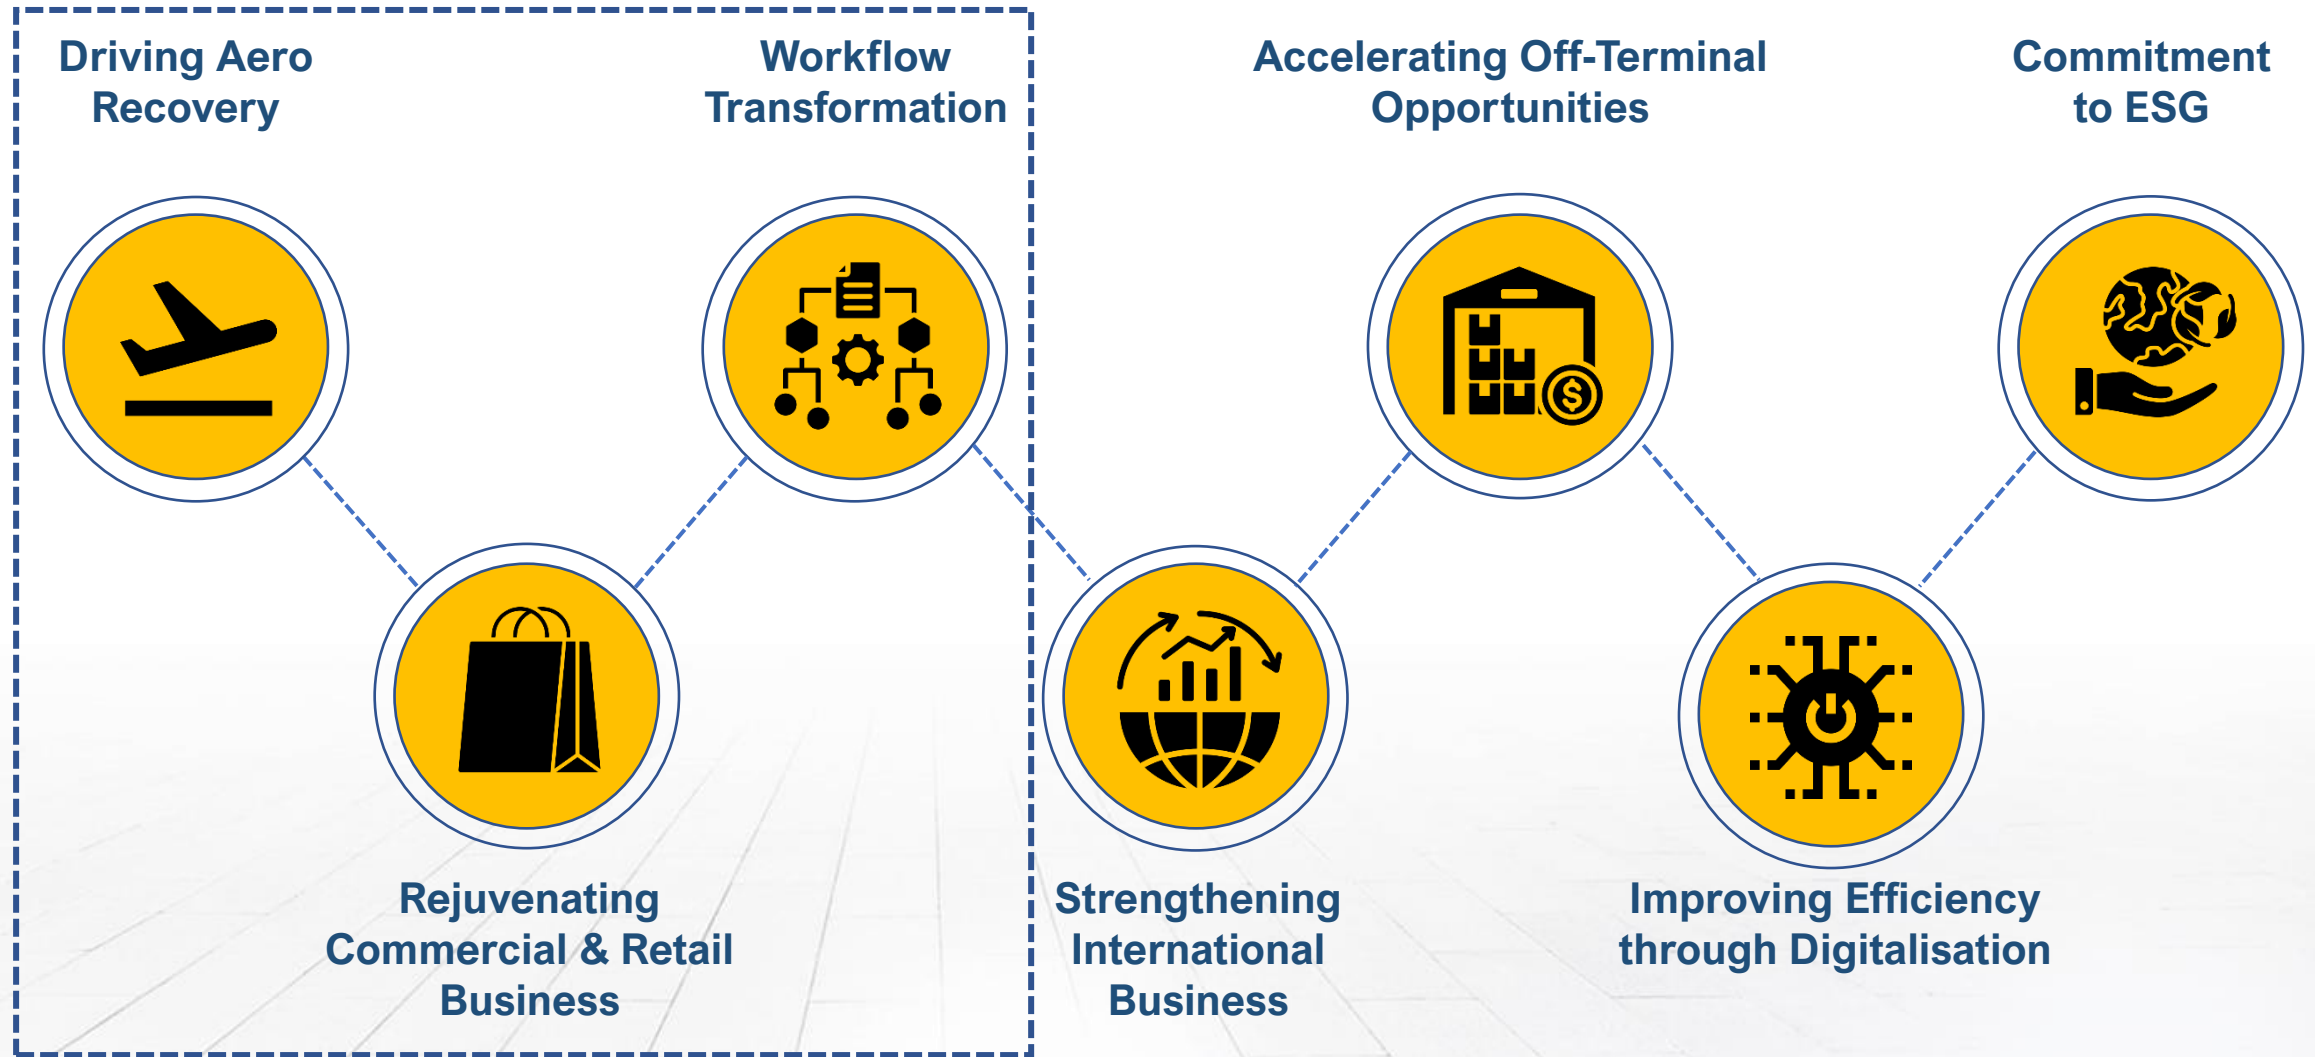 Driving Aero
Recovery
Workflow
Transformation
Accelerating Off-Terminal
Opportunities
Commitment
to ESG
$
Rejuvenating
Commercial & Retail
Business
Strengthening
International
Business
Improving Efficiency
through Digitalisation